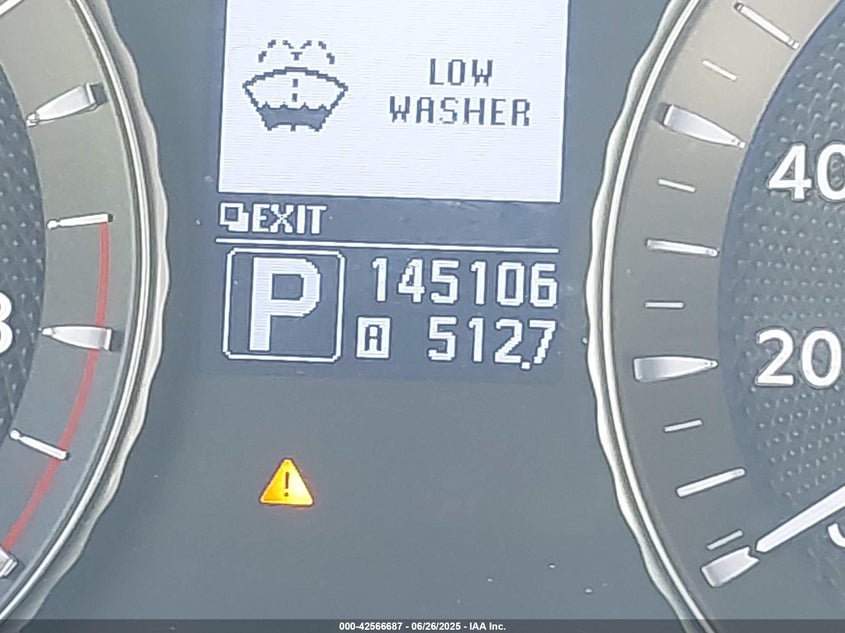 LOW
WASHER
EXIT
P
145106
A 512.7
40
20
000-42566687 - 06/26/2025 - IAA Inc.